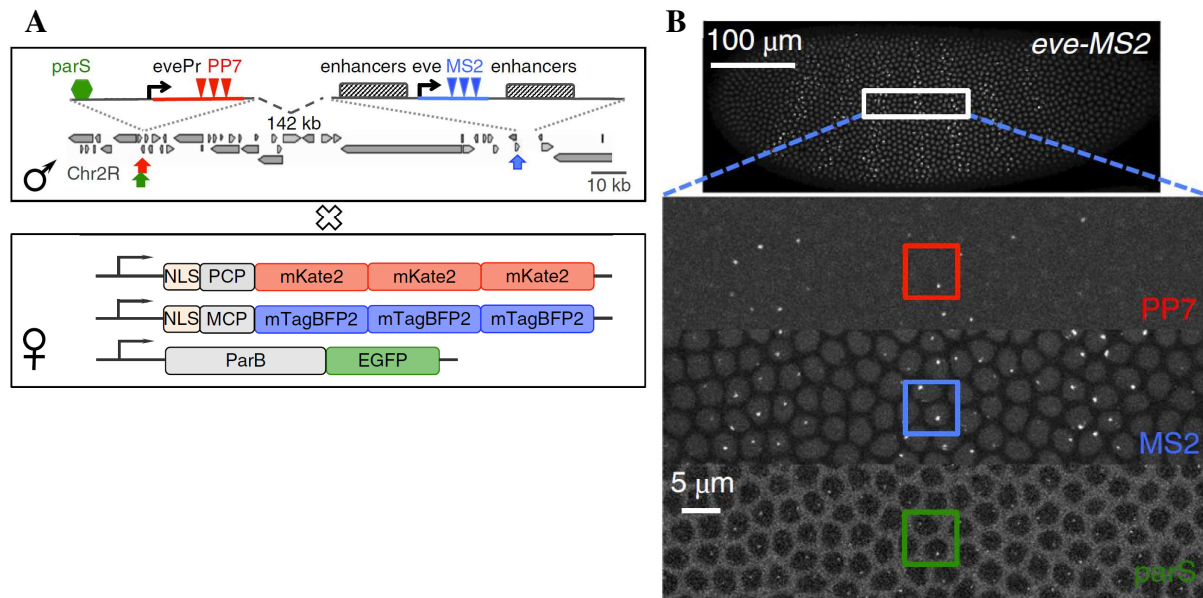 A
parS
evePr PP7
enhancers eve MS2 enhancers
142 kb
Chr2R
10 kb
NLS PCP mKate2 mKate2 mKate2
NLS MCP mTagBFP2 mTagBFP2 mTagBFP2
ParB EGFP
B
100 μm
eve-MS2
PP7
MS2
5 μm
parS